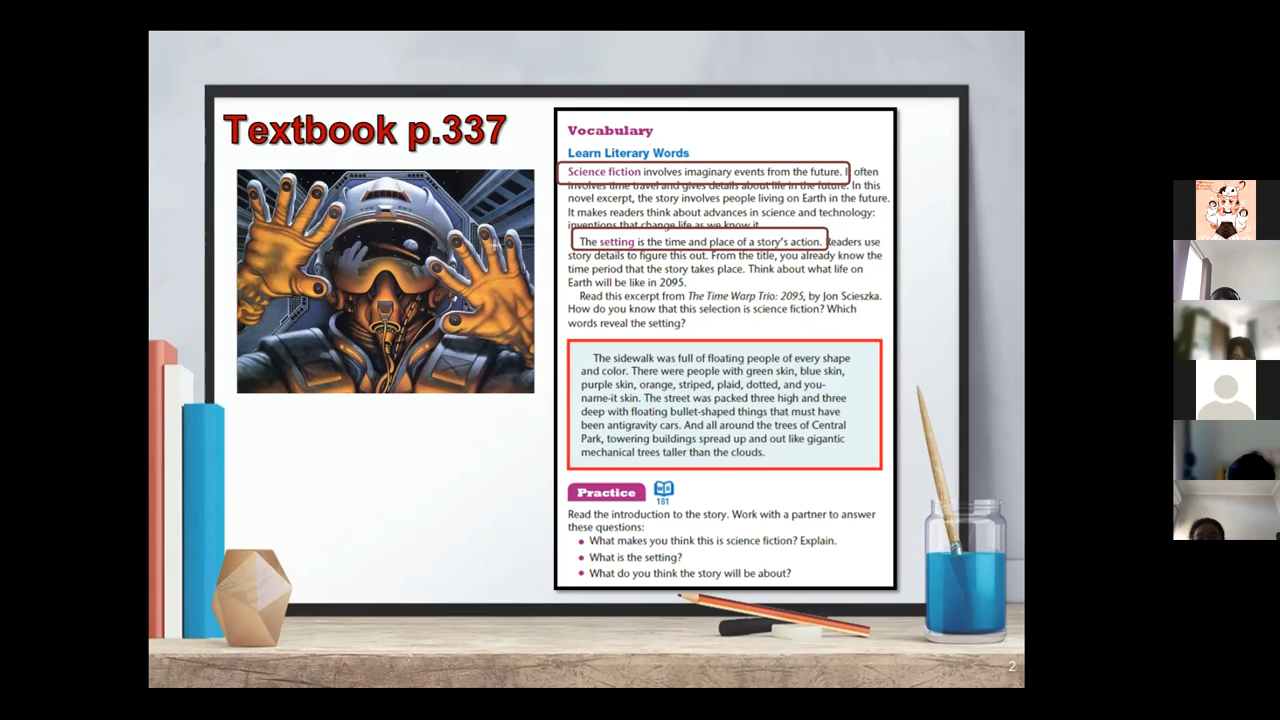 Textbook p.337
Vocabulary
Learn Literary Words
Science fiction involves imaginary events from the future. It often
involves time travel and gives details about life in the future. In this
novel excerpt, the story involves people living on Earth in the future.
It makes readers think about advances in science and technology:
inventions that change life as we know it.
The setting is the time and place of a story's action. Readers use
story details to figure this out. From the title, you already know the
time period that the story takes place. Think about what life on
Earth will be like in 2095.
Read this excerpt from The Time Warp Trio: 2095, by Jon Scieszka.
How do you know that this selection is science fiction? Which
words reveal the setting?
The sidewalk was full of floating people of every shape
and color. There were people with green skin, blue skin,
purple skin, orange, striped, plaid, dotted, and you-
name-it skin. The street was packed three high and three
deep with floating bullet-shaped things that must have
been antigravity cars. And all around the trees of Central
Park, towering buildings spread up and out like gigantic
mechanical trees taller than the clouds.
Practice
181
Read the introduction to the story. Work with a partner to answer
these questions:
• What makes you think this is science fiction? Explain.
• What is the setting?
• What do you think the story will be about?
2